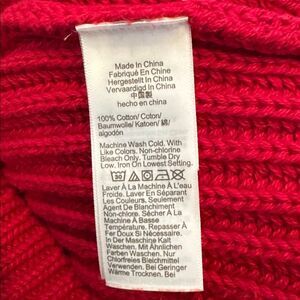 Made In China
Fabriqué En Chine
Hergestellt In China
Vervaardigd In China
中国製
hecho en china
100% Cotton/ Coton/
Baumwolle/ Katoen/ 綿/
algodón
Machine Wash Cold. With
Like Colors. Non-chlorine
Bleach Only. Tumble Dry
Low. Iron On Lowest Setting.
30
Laver À La Machine À L'eau
Froide. Laver En Séparant
Les Couleurs. Seulement
Agent De Blanchiment
Non-chlore. Sécher À La
Machine À Basse
Température. Repasser À
Fer Doux Si Nécessaire.
In Der Maschine Kalt
Waschen. Mit Ähnlichen
Farben Waschen. Nur
Chlorfreies Bleichmittel
Verwenden. Bei Geringer
Wärme Trommel Trocknen.